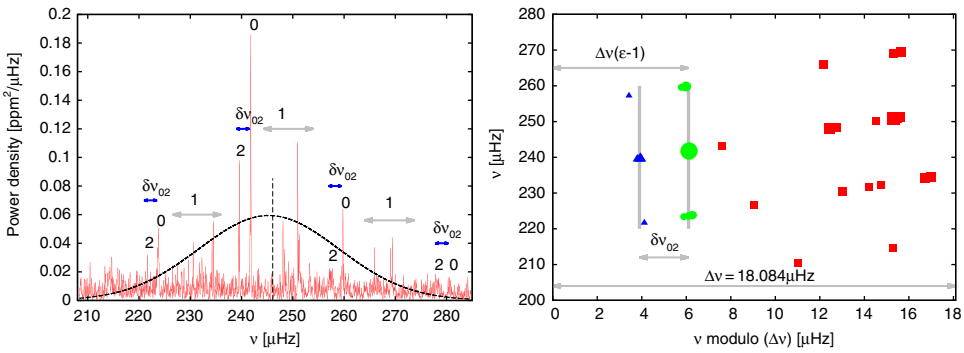 0.2
0.18
0.16
0.14
0.12
0.1
0.08
0.06
0.04
0.02
0
210 220 230 240 250 260 270 280
ν [μHz]
Power density [ppm²/μHz]
0
δν₀₂ 1
2
δν₀₂ 1
0
2
δν₀₂ 1
0
2
δν₀₂
2 0
280
270
260
250
240
230
220
210
200
0 2 4 6 8 10 12 14 16 18
ν modulo (Δν) [μHz]
ν [μHz]
Δν(ε-1)
δν₀₂
Δν = 18.084μHz